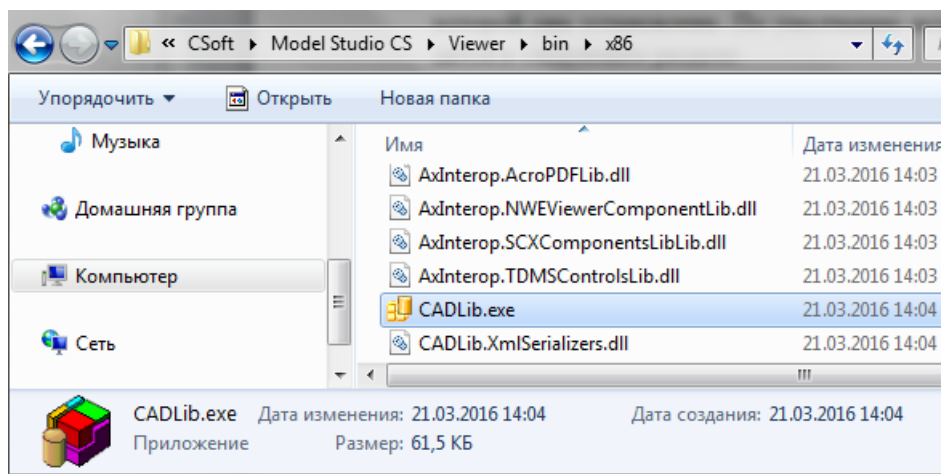 « CSoft ▸ Model Studio CS ▸ Viewer ▸ bin ▸ x86
Упорядочить ▾ Открыть Новая папка
Музыка
Домашняя группа
Компьютер
Сеть
Имя Дата изменения
AxInterop.AcroPDFLib.dll 21.03.2016 14:03
AxInterop.NWEViewerComponentLib.dll 21.03.2016 14:03
AxInterop.SCXComponentsLibLib.dll 21.03.2016 14:03
AxInterop.TDMSControlsLib.dll 21.03.2016 14:03
CADLib.exe 21.03.2016 14:04
CADLib.XmlSerializers.dll 21.03.2016 14:04
CADLib.exe Дата изменения: 21.03.2016 14:04 Дата создания: 21.03.2016 14:04
Приложение Размер: 61,5 КБ